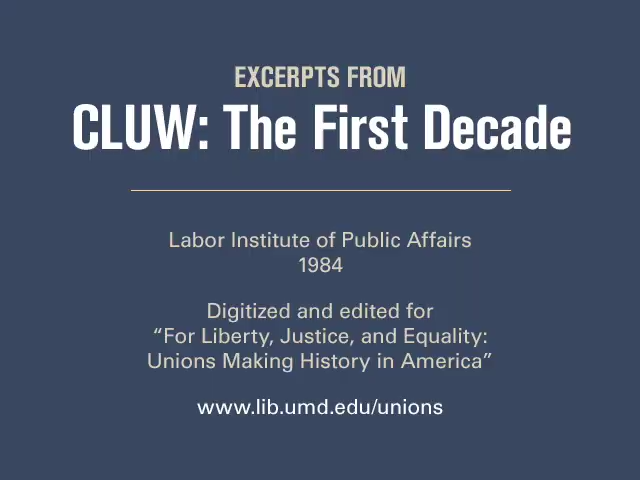 EXCERPTS FROM
CLUW: The First Decade
Labor Institute of Public Affairs
1984
Digitized and edited for
“For Liberty, Justice, and Equality:
Unions Making History in America”
www.lib.umd.edu/unions